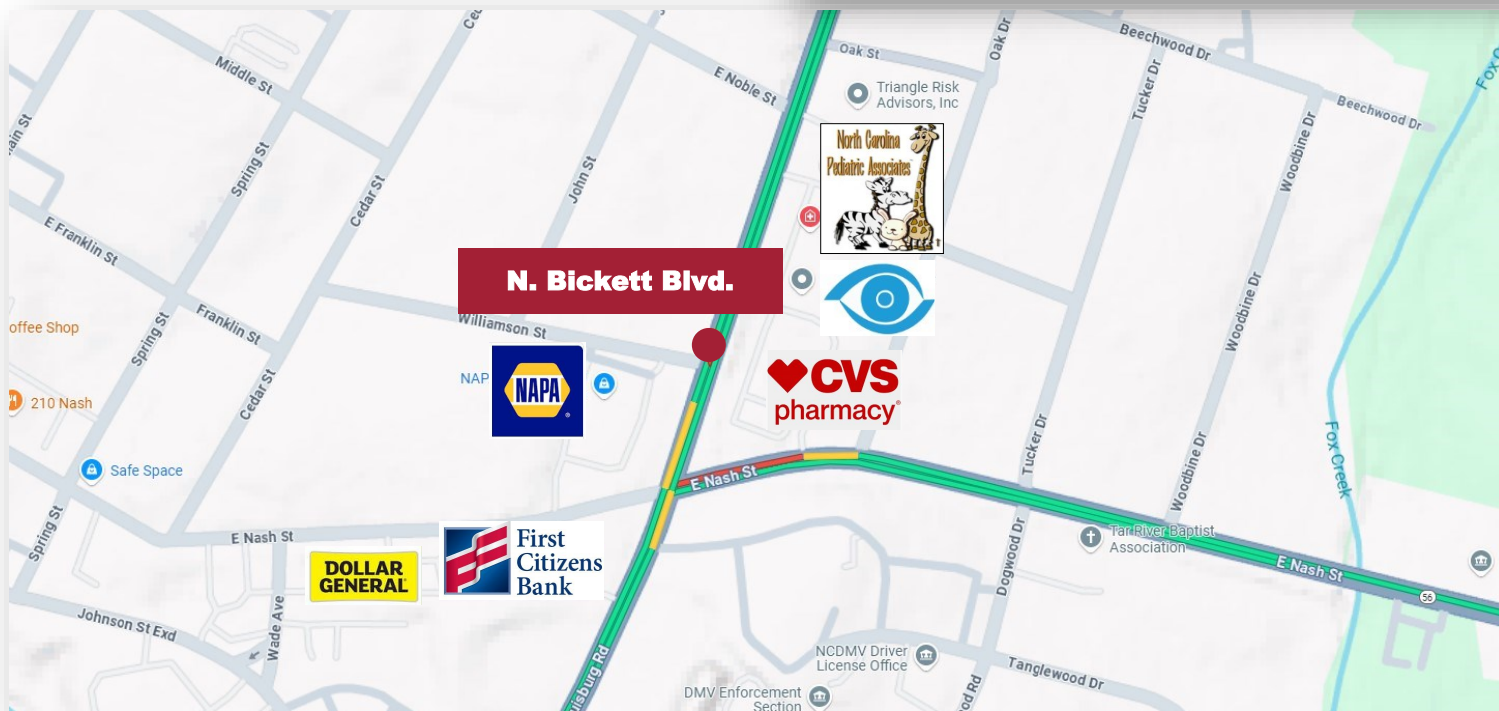 Oak St
Oak Dr
Beechwood Dr
Tucker Dr
Middle St
E Noble St
Triangle Risk
Advisors, Inc
Beechwood Dr
Woodbine Dr
North Carolina
Pediatric Associates
Spring St
Cedar St
John St
E Franklin St
N. Bickett Blvd.
Williamson St
Franklin St
Spring St
Woodbine Dr
NAPA
CVS
pharmacy
Cedar St
210 Nash
Safe Space
E Nash St
Tucker Dr
Woodbine Dr
Fox Creek
Spring St
E Nash St
First
Citizens
Bank
DOLLAR
GENERAL
Dogwood Dr
Tar River Baptist
Association
E Nash St
56
Johnson St Exd
Wade Ave
NCDMV Driver
License Office
Tanglewood Dr
DMV Enforcement
Section